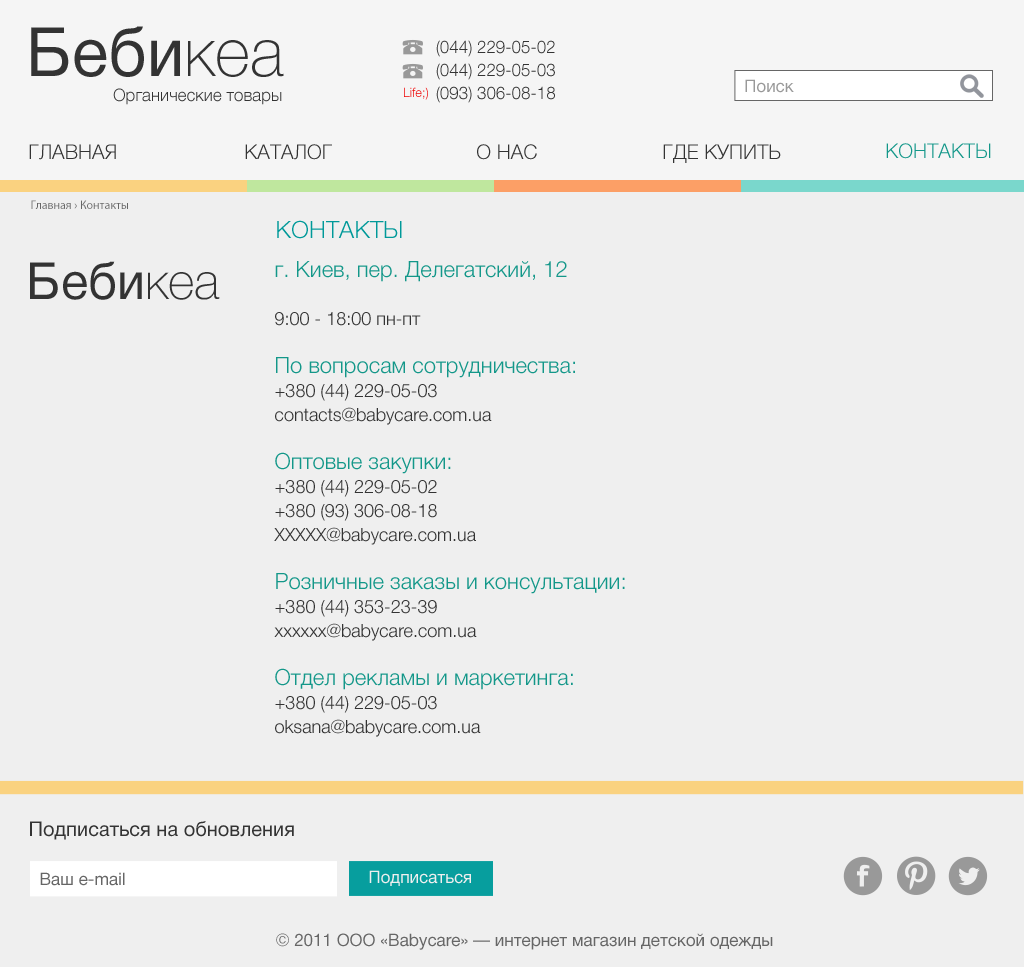 Бебикеа
Органические товары
(044) 229-05-02
(044) 229-05-03
Life;) (093) 306-08-18
Поиск
ГЛАВНАЯ КАТАЛОГ О НАС ГДЕ КУПИТЬ КОНТАКТЫ
Главная › Контакты
Бебикеа
КОНТАКТЫ
г. Киев, пер. Делегатский, 12
9:00 - 18:00 пн-пт
По вопросам сотрудничества:
+380 (44) 229-05-03
contacts@babycare.com.ua
Оптовые закупки:
+380 (44) 229-05-02
+380 (93) 306-08-18
XXXXX@babycare.com.ua
Розничные заказы и консультации:
+380 (44) 353-23-39
xxxxxx@babycare.com.ua
Отдел рекламы и маркетинга:
+380 (44) 229-05-03
oksana@babycare.com.ua
Подписаться на обновления
Ваш e-mail
Подписаться
© 2011 ООО «Babycare» — интернет магазин детской одежды